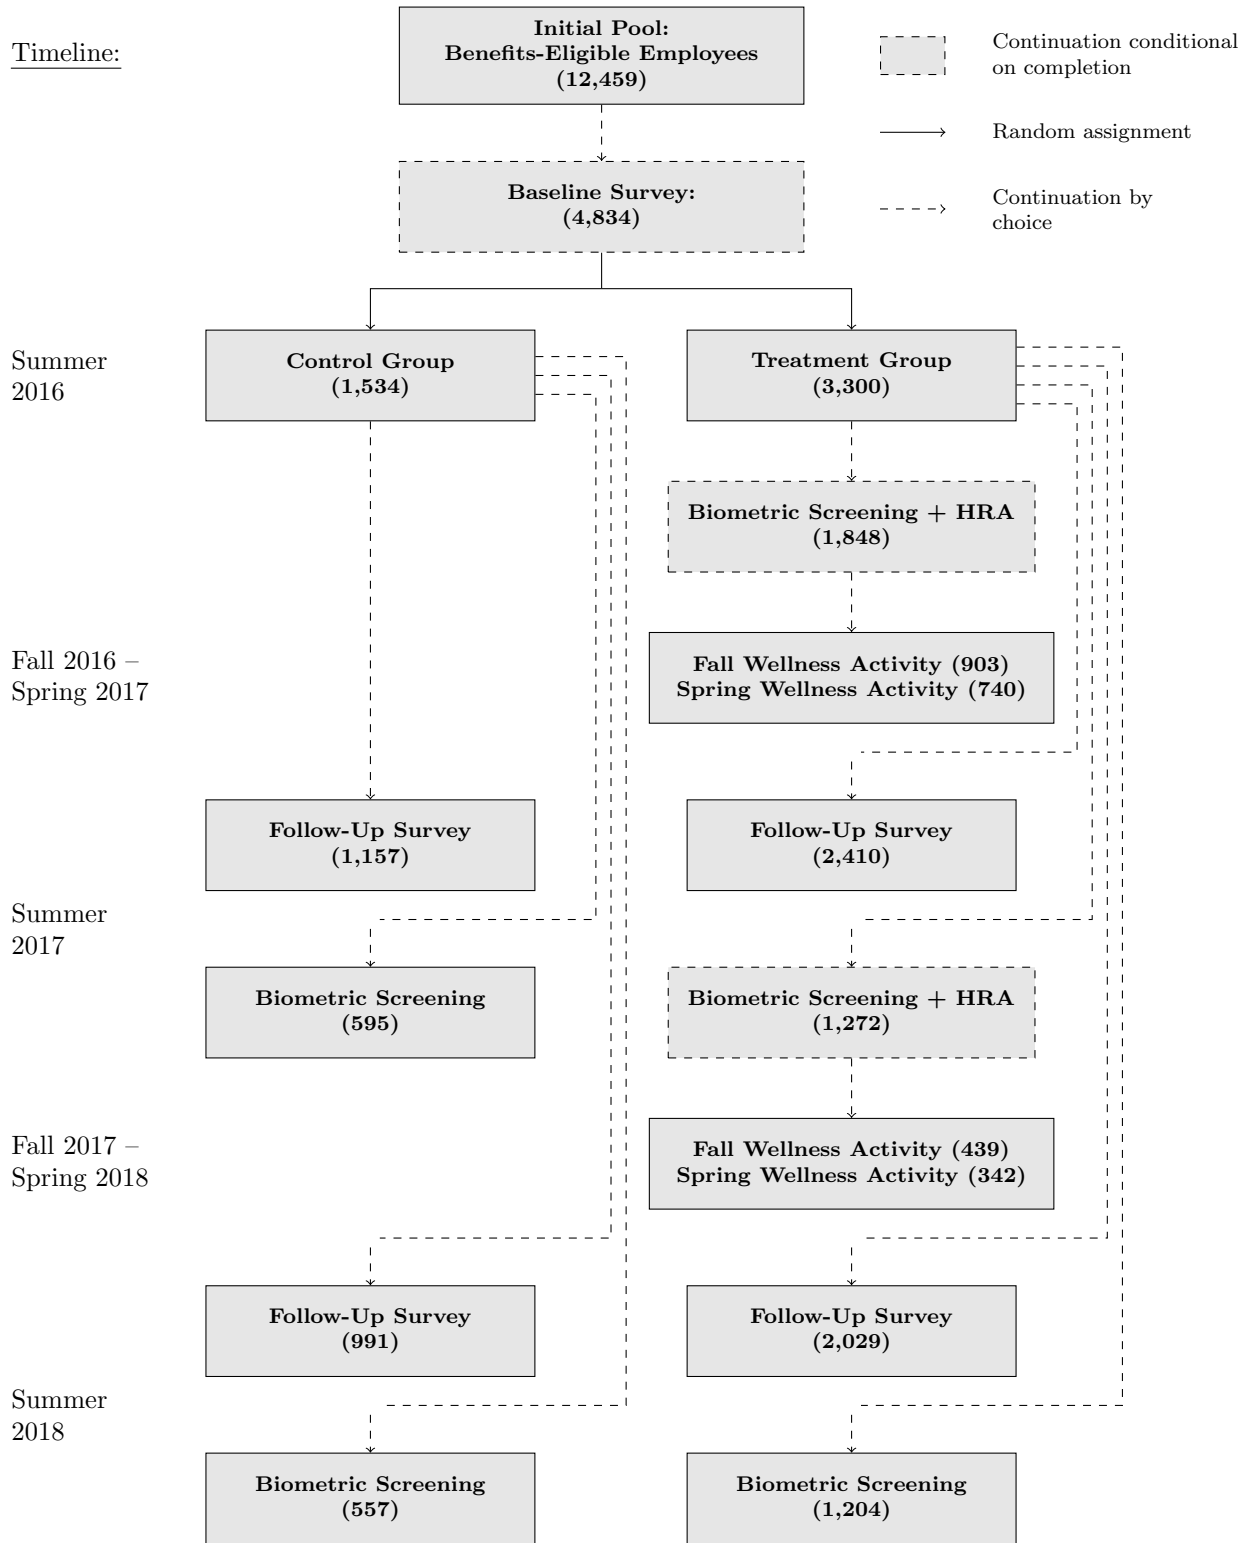 Timeline:
Initial Pool:
Benefits-Eligible Employees
(12,459)
Continuation conditional
on completion
Random assignment
Continuation by
choice
Baseline Survey:
(4,834)
Summer
2016
Control Group
(1,534)
Treatment Group
(3,300)
Biometric Screening + HRA
(1,848)
Fall 2016 –
Spring 2017
Fall Wellness Activity (903)
Spring Wellness Activity (740)
Follow-Up Survey
(1,157)
Follow-Up Survey
(2,410)
Summer
2017
Biometric Screening
(595)
Biometric Screening + HRA
(1,272)
Fall 2017 –
Spring 2018
Fall Wellness Activity (439)
Spring Wellness Activity (342)
Follow-Up Survey
(991)
Follow-Up Survey
(2,029)
Summer
2018
Biometric Screening
(557)
Biometric Screening
(1,204)